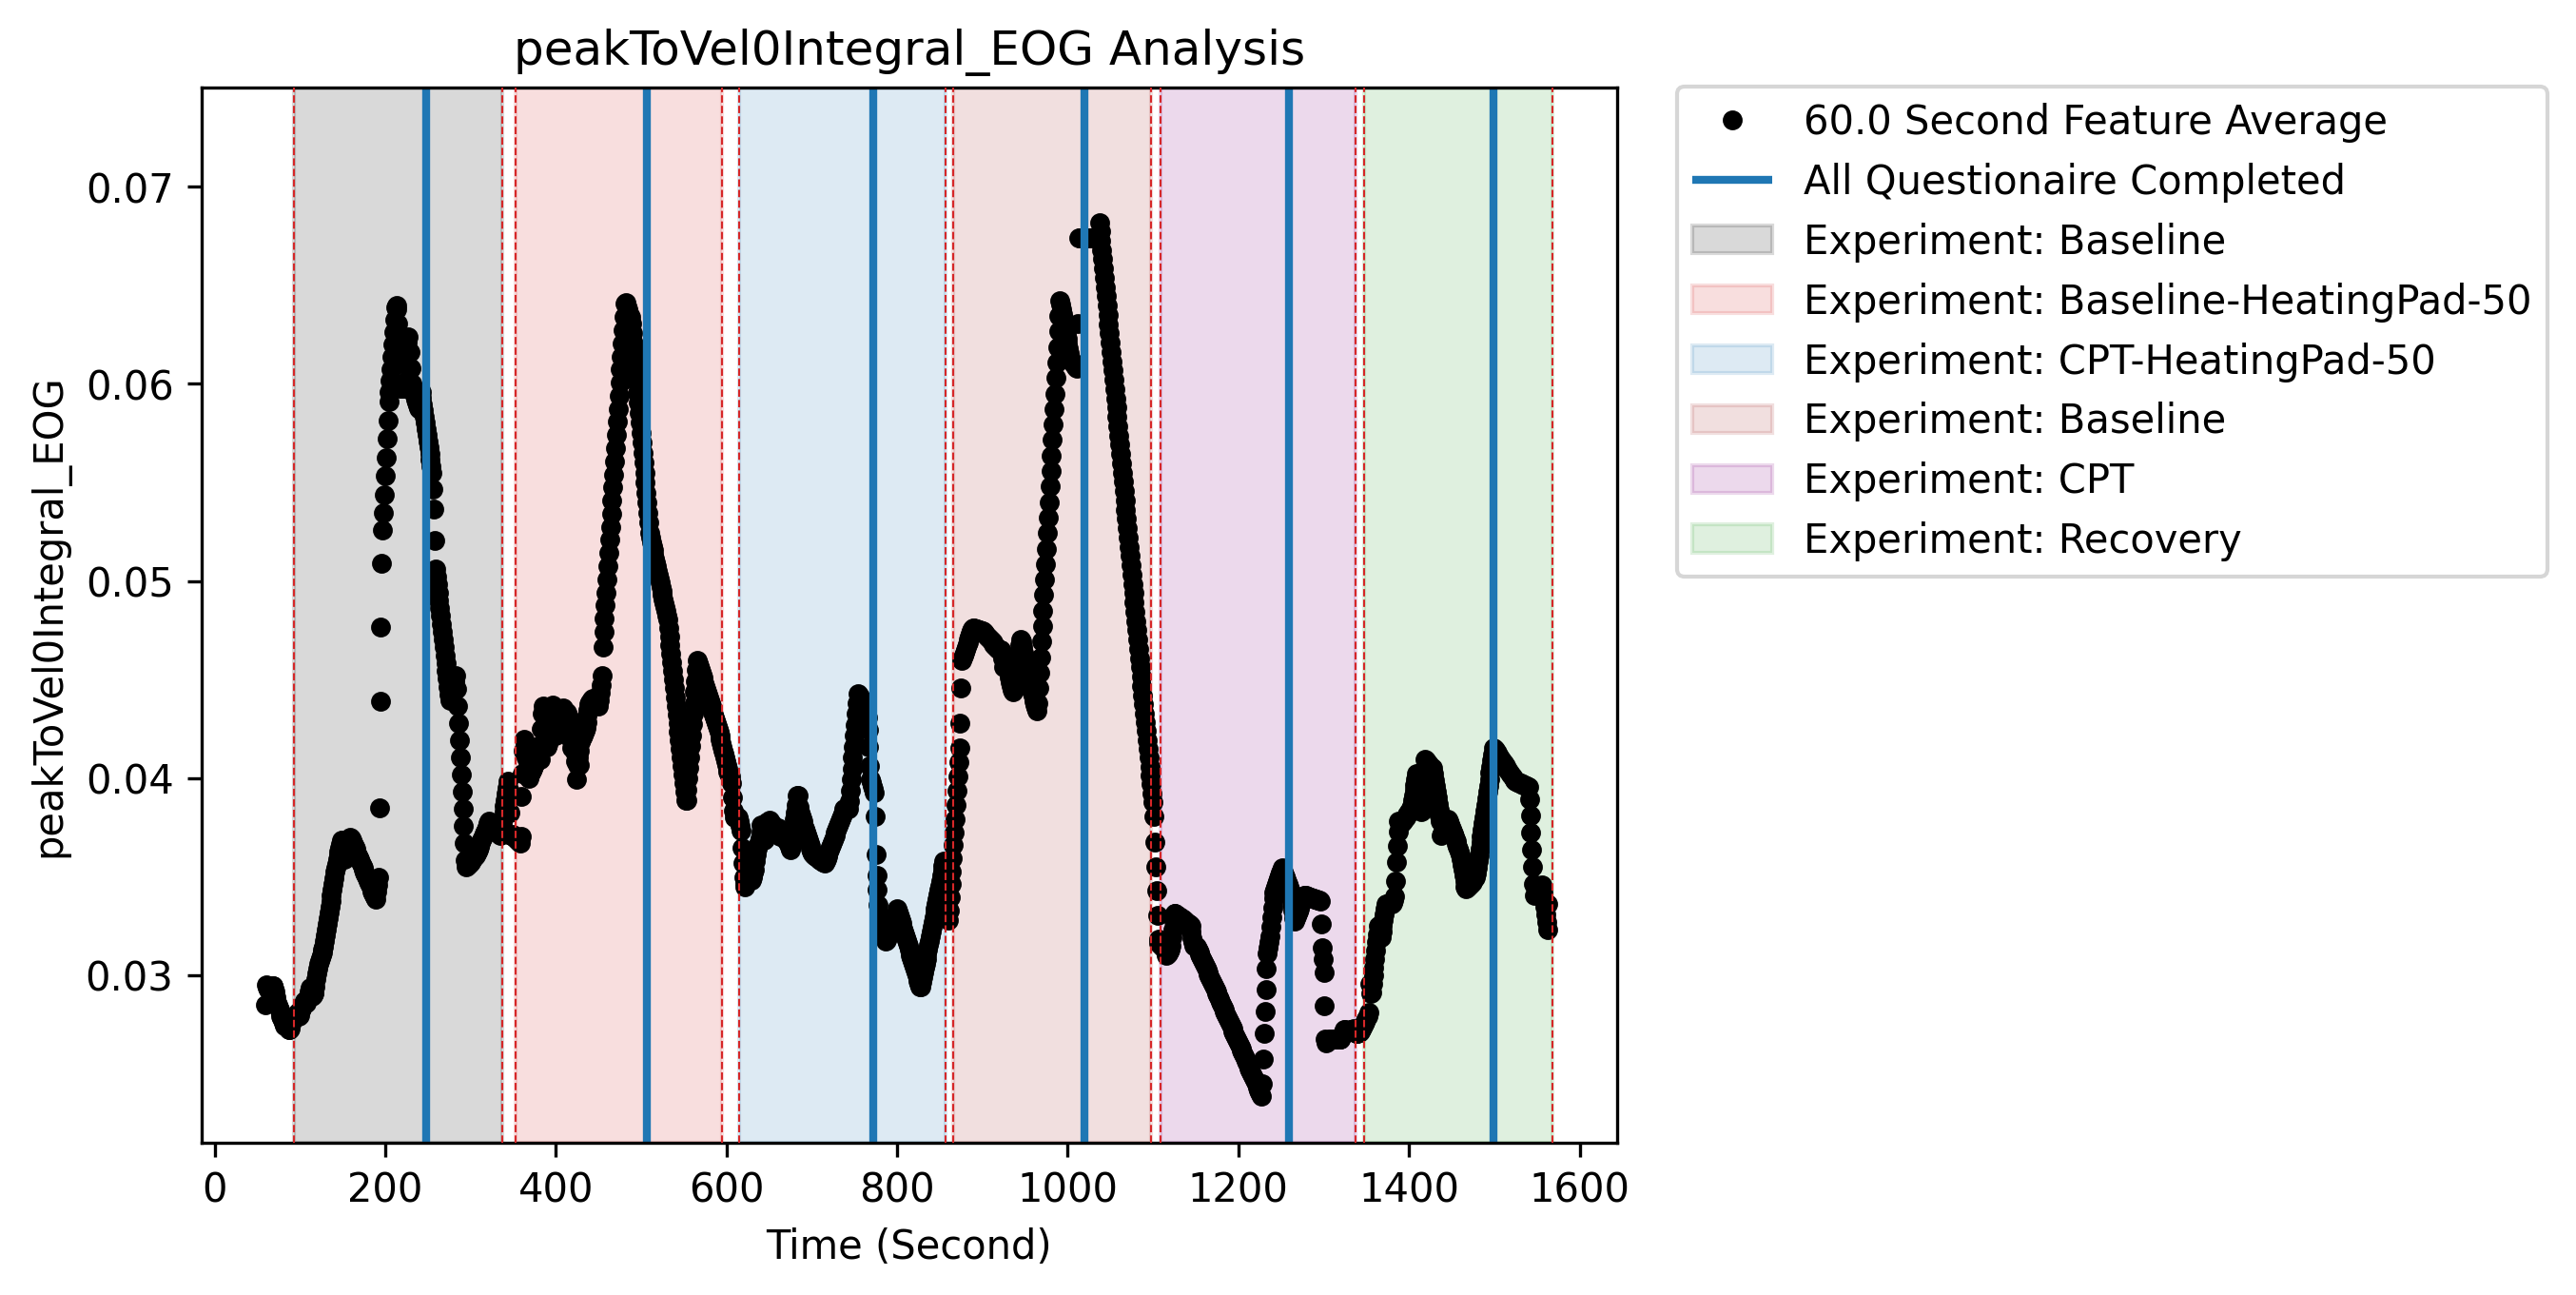 peakToVel0Integral_EOG Analysis
peakToVel0Integral_EOG
0.07
0.06
0.05
0.04
0.03
0 200 400 600 800 1000 1200 1400 1600
Time (Second)
60.0 Second Feature Average
All Questionaire Completed
Experiment: Baseline
Experiment: Baseline-HeatingPad-50
Experiment: CPT-HeatingPad-50
Experiment: Baseline
Experiment: CPT
Experiment: Recovery